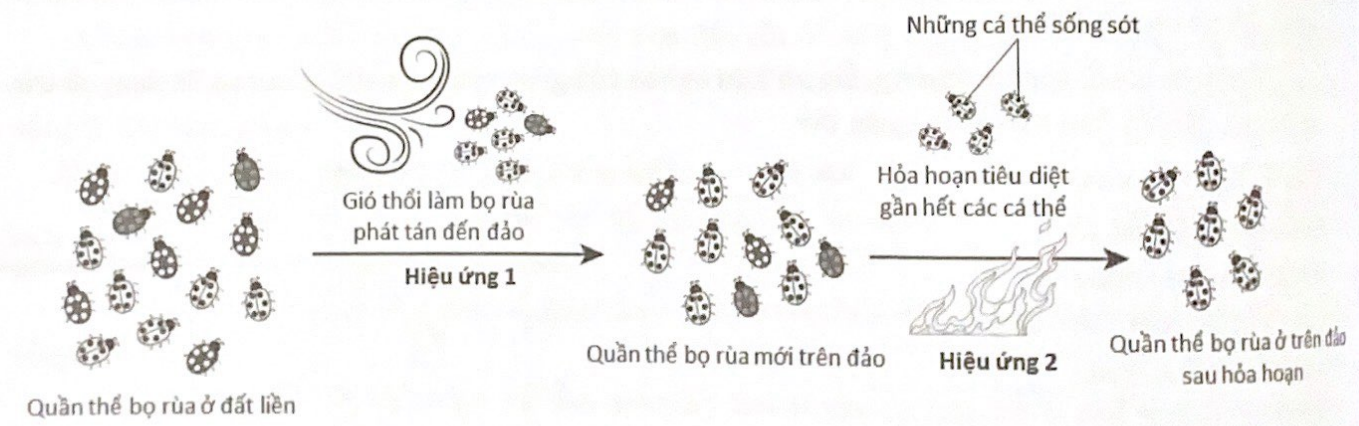 Những cá thể sống sót
Gió thổi làm bọ rùa
phát tán đến đảo
Hiệu ứng 1
Hỏa hoạn tiêu diệt
gần hết các cá thể
Hiệu ứng 2
Quần thể bọ rùa ở đất liền
Quần thể bọ rùa mới trên đảo
Quần thể bọ rùa ở trên đảo
sau hỏa hoạn